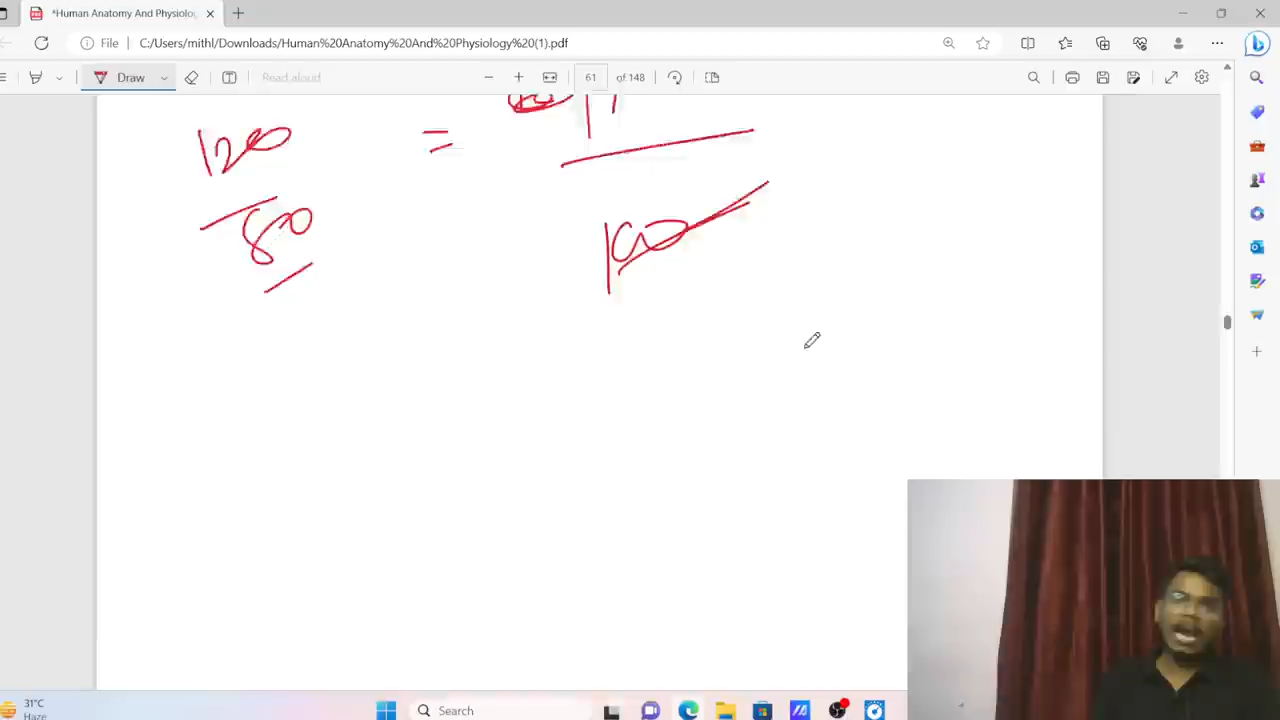 *Human Anatomy And Physiolog
File C:/Users/mithl/Downloads/Human%20Anatomy%20And%20Physiology%20(1).pdf
Draw Read aloud 61 of 148
120 =
80
100
31°C
Haze
Search